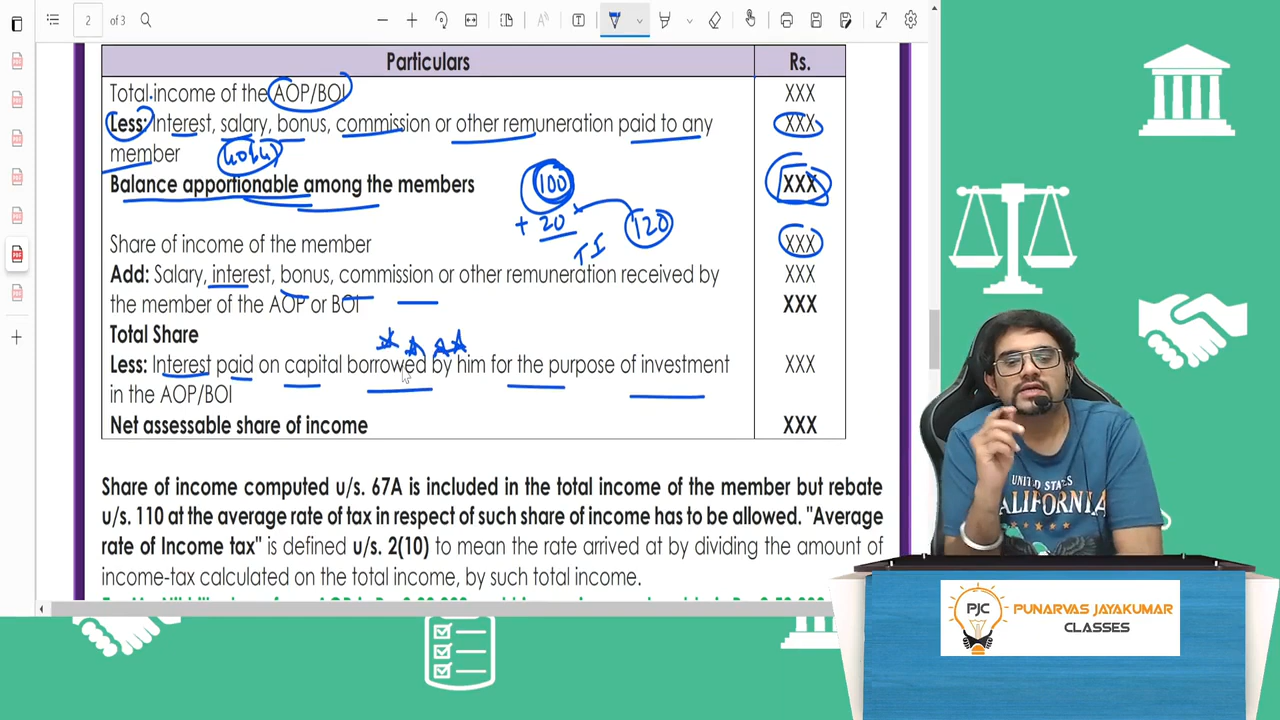 2 of 3
Particulars Rs.
Total income of the AOP/BOI XXX
Less: Interest, salary, bonus, commission or other remuneration paid to any XXX
member 40(b)
Balance apportionable among the members XXX
100
+ 20 120
TI
Share of income of the member XXX
Add: Salary, interest, bonus, commission or other remuneration received by XXX
the member of the AOP or BOI XXX
Total Share
Less: Interest paid on capital borrowed by him for the purpose of investment XXX
in the AOP/BOI
Net assessable share of income XXX
Share of income computed u/s. 67A is included in the total income of the member but rebate
u/s. 110 at the average rate of tax in respect of such share of income has to be allowed. "Average
rate of Income tax" is defined u/s. 2(10) to mean the rate arrived at by dividing the amount of
income-tax calculated on the total income, by such total income.
UNITED STATES
CALIFORNIA
PJC
PUNARVAS JAYAKUMAR
CLASSES